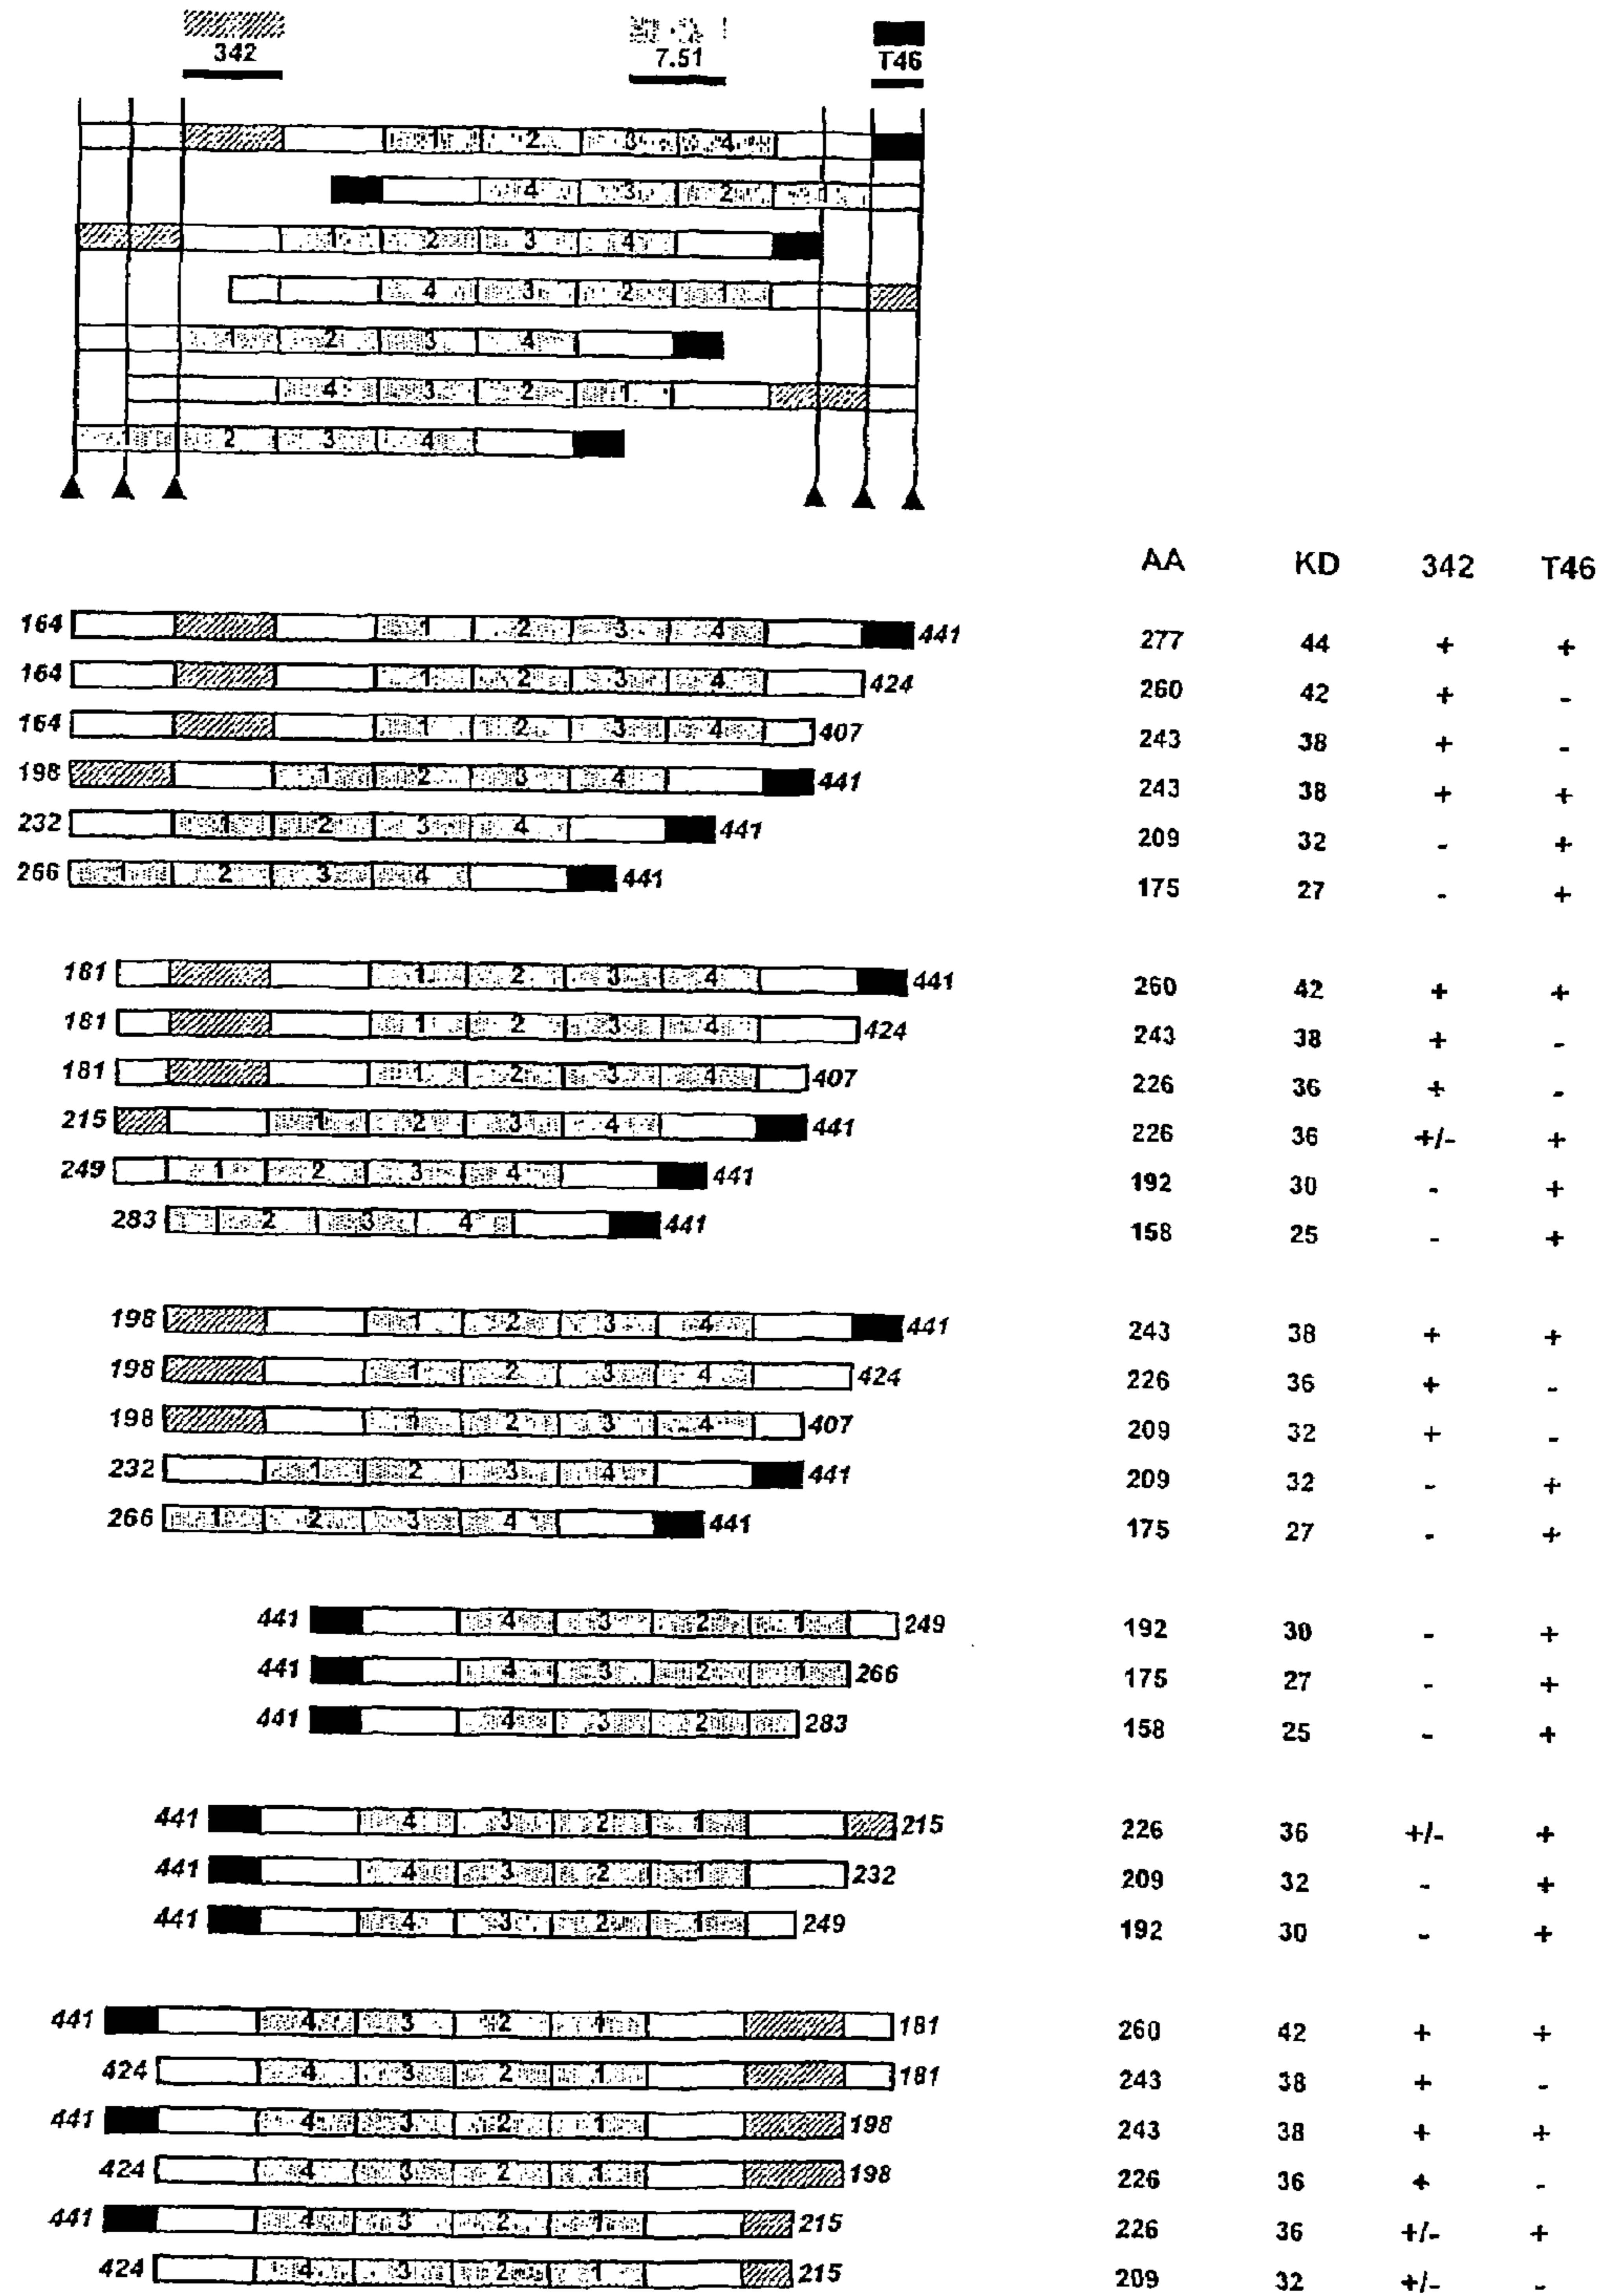 342 7.51 T46
1 2 3 4
4 3 2 1
1 2 3 4
4 3 2 1
1 2 3 4
4 3 2 1
1 2 3 4
AA KD 342 T46
164 1 2 3 4 441 277 44 + +
164 1 2 3 4 424 260 42 + -
164 1 2 3 4 407 243 38 + -
198 1 2 3 4 441 243 38 + +
232 1 2 3 4 441 209 32 - +
266 1 2 3 4 441 175 27 - +
181 1 2 3 4 441 260 42 + +
181 1 2 3 4 424 243 38 + -
181 1 2 3 4 407 226 36 + -
215 1 2 3 4 441 226 36 +/- +
249 1 2 3 4 441 192 30 - +
283 2 3 4 441 158 25 - +
198 1 2 3 4 441 243 38 + +
198 1 2 3 4 424 226 36 + -
198 1 2 3 4 407 209 32 + -
232 1 2 3 4 441 209 32 - +
266 1 2 3 4 441 175 27 - +
441 4 3 2 1 249 192 30 - +
441 4 3 2 1 266 175 27 - +
441 4 3 2 283 158 25 - +
441 4 3 2 1 215 226 36 +/- +
441 4 3 2 1 232 209 32 - +
441 4 3 2 1 249 192 30 - +
441 4 3 2 1 181 260 42 + +
424 4 3 2 1 181 243 38 + -
441 4 3 2 1 198 243 38 + +
424 4 3 2 1 198 226 36 + -
441 4 3 2 1 215 226 36 +/- +
424 4 3 2 1 215 209 32 +/- -